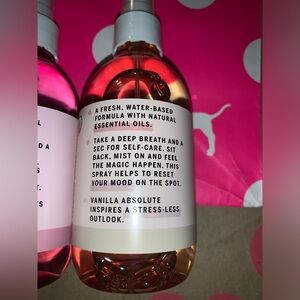 A FRESH, WATER-BASED
FORMULA WITH NATURAL
ESSENTIAL OILS.
TAKE A DEEP BREATH AND A
SEC FOR SELF-CARE. SIT
BACK, MIST ON AND FEEL
THE MAGIC HAPPEN. THIS
SPRAY HELPS TO RESET
YOUR MOOD ON THE SPOT.
VANILLA ABSOLUTE
INSPIRES A STRESS-LESS
OUTLOOK.